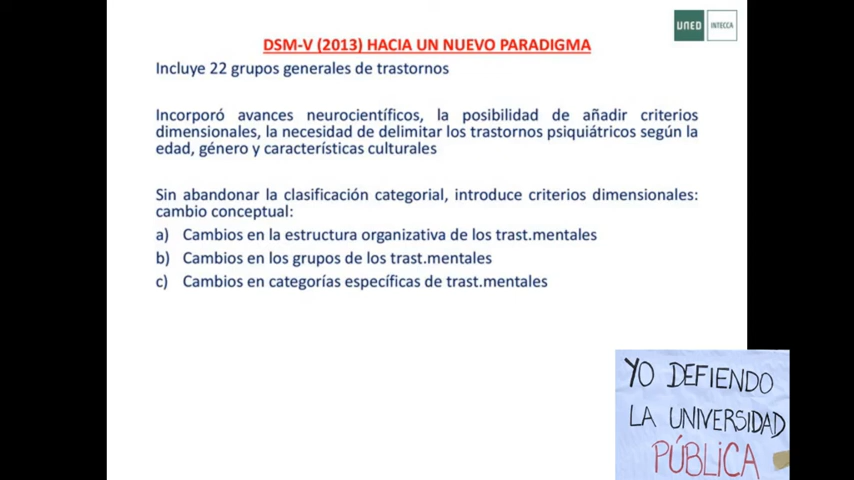 UNED INTECCA
DSM-V (2013) HACIA UN NUEVO PARADIGMA
Incluye 22 grupos generales de trastornos
Incorporó avances neurocientíficos, la posibilidad de añadir criterios
dimensionales, la necesidad de delimitar los trastornos psiquiátricos según la
edad, género y características culturales
Sin abandonar la clasificación categorial, introduce criterios dimensionales:
cambio conceptual:
a) Cambios en la estructura organizativa de los trast.mentales
b) Cambios en los grupos de los trast.mentales
c) Cambios en categorías específicas de trast.mentales
YO DEFIENDO
LA UNIVERSIDAD
PÚBLICA